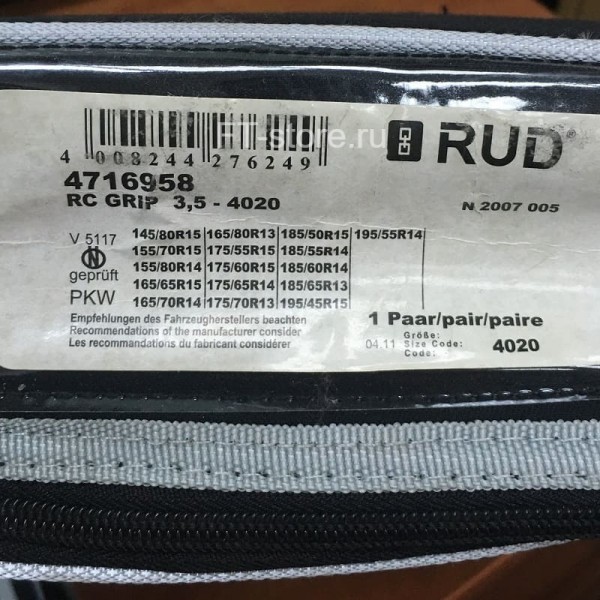 FT-store.ru
4 008244 276249
RUD®
4716958
RC GRIP 3,5 - 4020
N 2007 005
V 5117
geprüft
PKW
145/80R15 165/80R13 185/50R15 195/55R14
155/70R15 175/55R15 185/55R14
155/80R14 175/60R15 185/60R14
165/65R15 175/65R14 185/65R13
165/70R14 175/70R13 195/45R15
Empfehlungen des Fahrzeugherstellers beachten
Recommendations of the manufacturer consider
Les recommandations du fabricant considérer
1 Paar/pair/paire
04.11
Größe:
Size Code:
Code:
4020